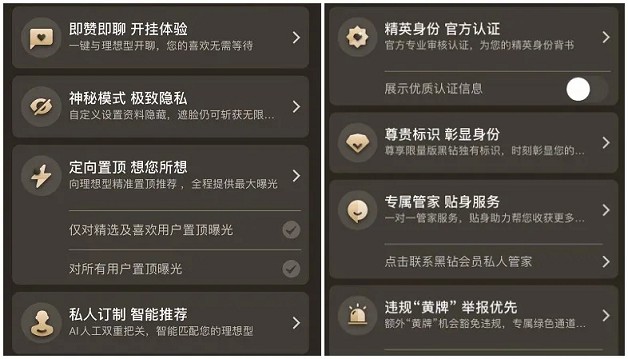 即赞即聊 开挂体验
一键与理想型开聊，您的喜欢无需等待
神秘模式 极致隐私
自定义设置资料隐藏，遮脸仍可斩获无限...
定向置顶 想您所想
向理想型精准置顶推荐，全程提供最大曝光
仅对精选及喜欢用户置顶曝光
对所有用户置顶曝光
私人订制 智能推荐
AI人工双重把关，智能匹配您的理想型
精英身份 官方认证
官方专业审核认证，为您的精英身份背书
展示优质认证信息
尊贵标识 彰显身份
尊享限量版黑钻独有标识，时刻彰显您的...
专属管家 贴身服务
一对一管家服务，贴身助力帮您收获更多...
点击联系黑钻会员私人管家
违规“黄牌” 举报优先
额外“黄牌”机会豁免违规，专属绿色通道...